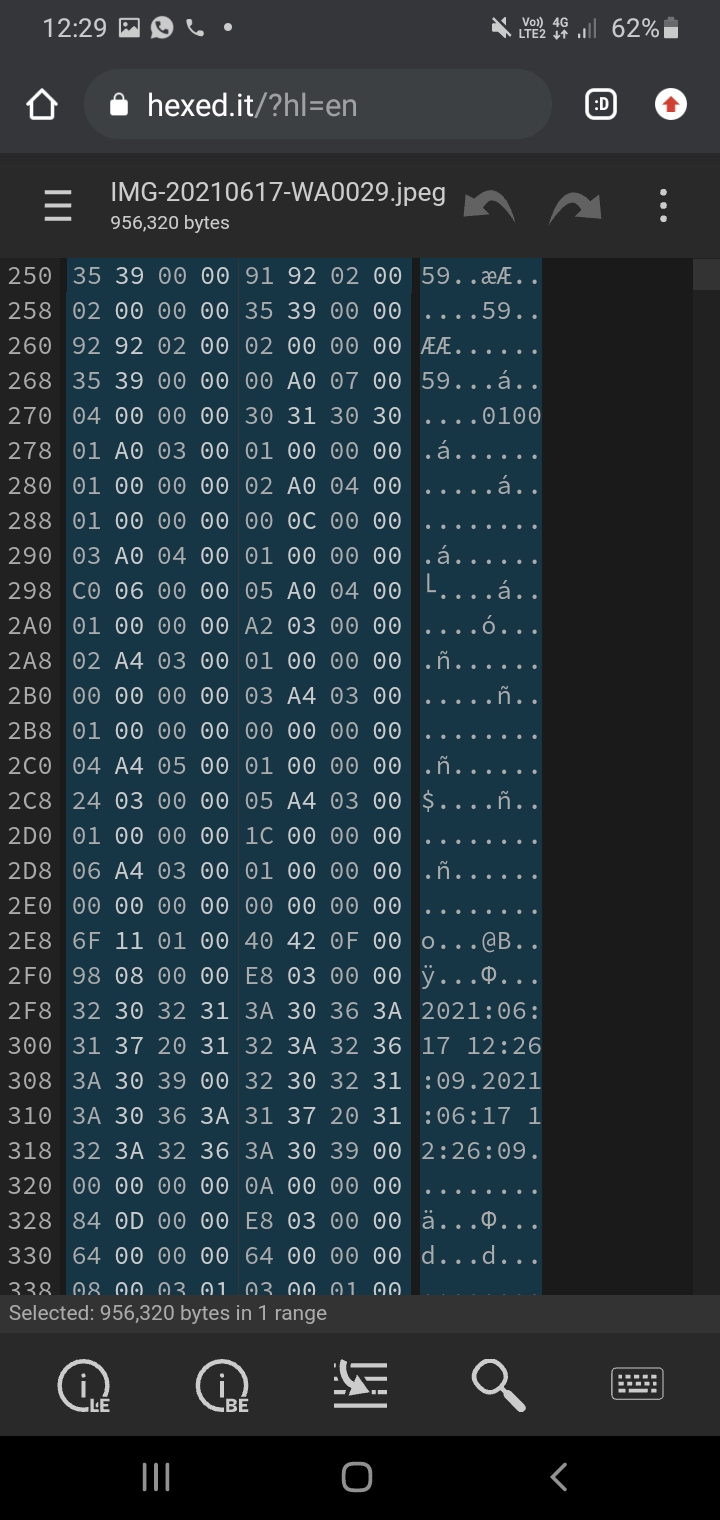 12:29
Vo)) LTE2 4G 62%
hexed.it/?hl=en
:D
IMG-20210617-WA0029.jpeg
956,320 bytes
250 35 39 00 00 91 92 02 00 59..æÆ..
258 02 00 00 00 35 39 00 00 ....59..
260 92 92 02 00 02 00 00 00 ÆÆ......
268 35 39 00 00 00 A0 07 00 59...á..
270 04 00 00 00 30 31 30 30 ....0100
278 01 A0 03 00 01 00 00 00 .á......
280 01 00 00 00 02 A0 04 00 .....á..
288 01 00 00 00 00 0C 00 00 ........
290 03 A0 04 00 01 00 00 00 .á......
298 C0 06 00 00 05 A0 04 00 └....á..
2A0 01 00 00 00 A2 03 00 00 ....ó...
2A8 02 A4 03 00 01 00 00 00 .ñ......
2B0 00 00 00 00 03 A4 03 00 .....ñ..
2B8 01 00 00 00 00 00 00 00 ........
2C0 04 A4 05 00 01 00 00 00 .ñ......
2C8 24 03 00 00 05 A4 03 00 $....ñ..
2D0 01 00 00 00 1C 00 00 00 ........
2D8 06 A4 03 00 01 00 00 00 .ñ......
2E0 00 00 00 00 00 00 00 00 ........
2E8 6F 11 01 00 40 42 0F 00 o...@B..
2F0 98 08 00 00 E8 03 00 00 ÿ...Φ...
2F8 32 30 32 31 3A 30 36 3A 2021:06:
300 31 37 20 31 32 3A 32 36 17 12:26
308 3A 30 39 00 32 30 32 31 :09.2021
310 3A 30 36 3A 31 37 20 31 :06:17 1
318 32 3A 32 36 3A 30 39 00 2:26:09.
320 00 00 00 00 0A 00 00 00 ........
328 84 0D 00 00 E8 03 00 00 ä...Φ...
330 64 00 00 00 64 00 00 00 d...d...
338 08 00 03 01 03 00 01 00 ........
Selected: 956,320 bytes in 1 range
i LE i BE